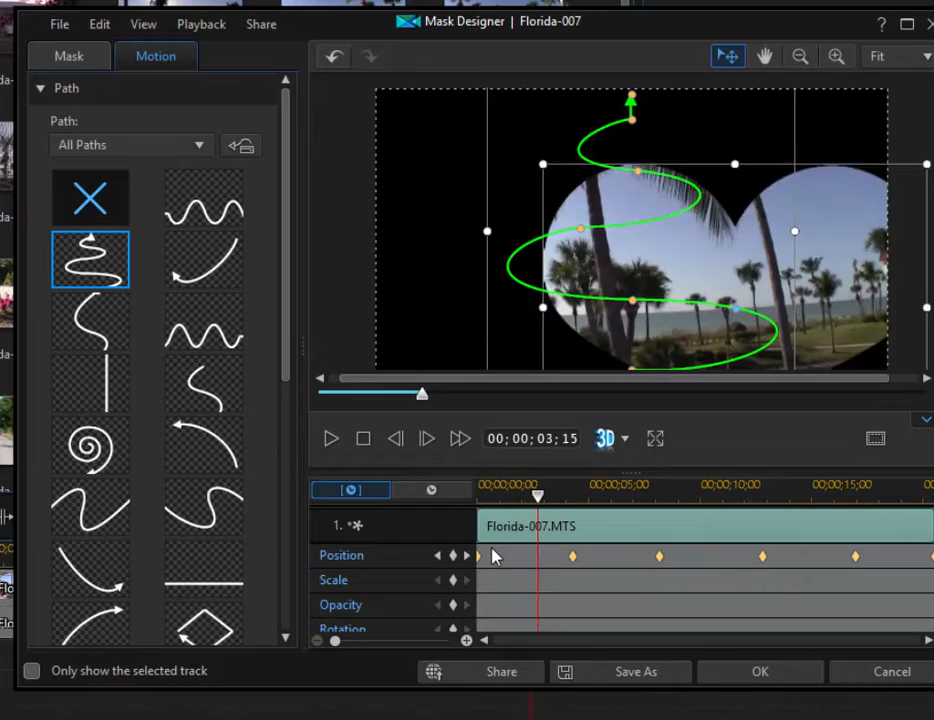 Mask Designer | Florida-007
File Edit View Playback Share
?
Mask Motion
Fit
Path
Path:
All Paths
00;00;03;15
3D
00;00;00;00 00;00;05;00 00;00;10;00 00;00;15;00
1.
Florida-007.MTS
Position
Scale
Opacity
Rotation
Only show the selected track
Share
Save As
OK
Cancel